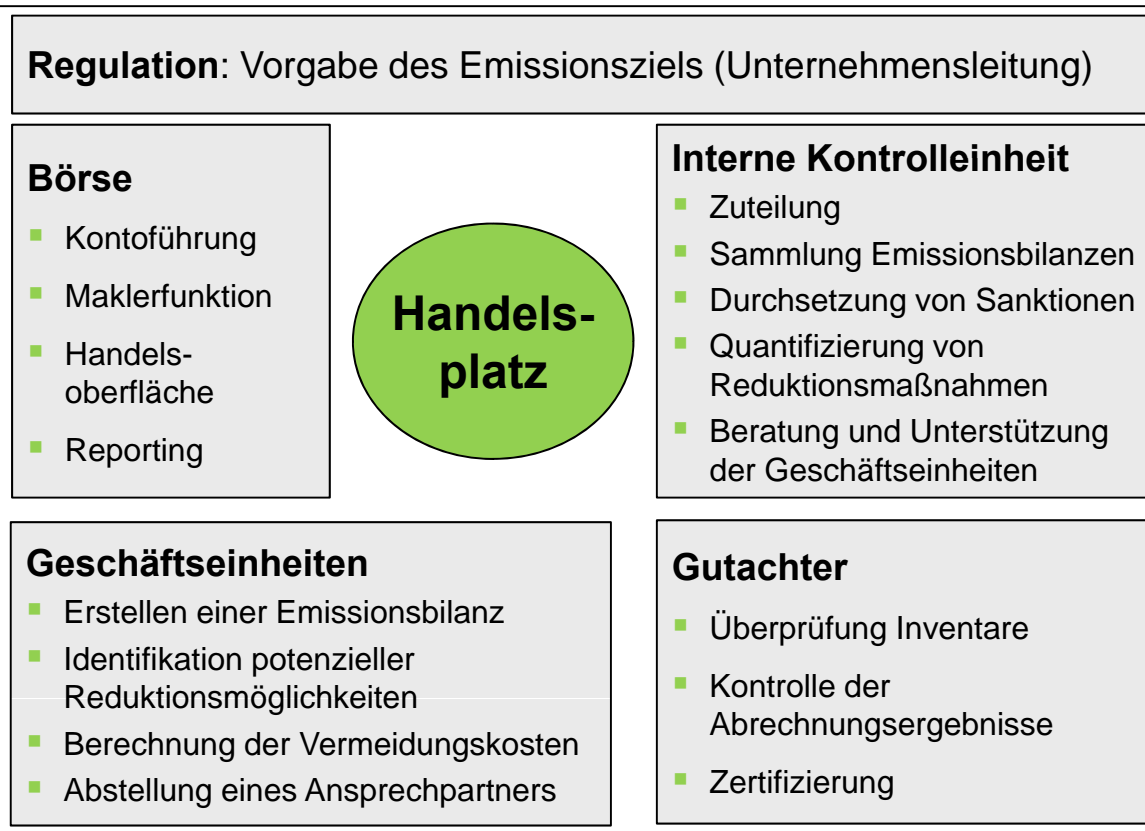 Regulation: Vorgabe des Emissionsziels (Unternehmensleitung)
Börse
Kontoführung
Maklerfunktion
Handels-
oberfläche
Reporting
Handels-
platz
Interne Kontrolleinheit
Zuteilung
Sammlung Emissionsbilanzen
Durchsetzung von Sanktionen
Quantifizierung von
Reduktionsmaßnahmen
Beratung und Unterstützung
der Geschäftseinheiten
Geschäftseinheiten
Erstellen einer Emissionsbilanz
Identifikation potenzieller
Reduktionsmöglichkeiten
Berechnung der Vermeidungskosten
Abstellung eines Ansprechpartners
Gutachter
Überprüfung Inventare
Kontrolle der
Abrechnungsergebnisse
Zertifizierung